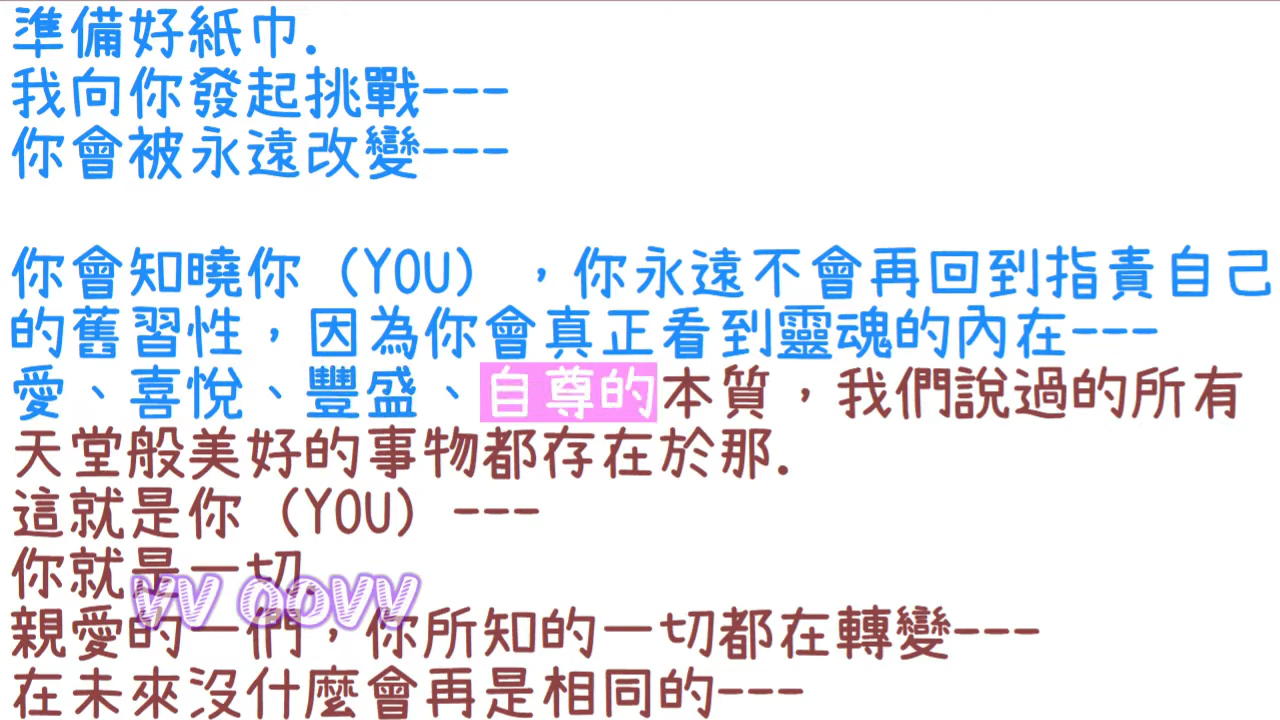 準備好紙巾.
我向你發起挑戰---
你會被永遠改變---
你會知曉你（YOU），你永遠不會再回到指責自己
的舊習性，因為你會真正看到靈魂的內在---
愛、喜悅、豐盛、自尊的本質，我們說過的所有
天堂般美好的事物都存在於那.
這就是你（YOU）---
你就是一切.
VV OOVV
親愛的一們，你所知的一切都在轉變---
在未來沒什麼會再是相同的---